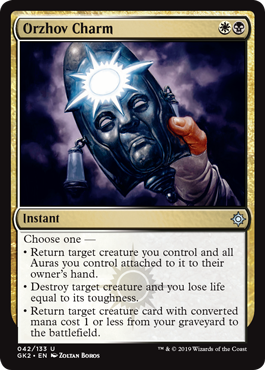 Orzhov Charm
Instant
Choose one —
• Return target creature you control and all
Auras you control attached to it to their
owner's hand.
• Destroy target creature and you lose life
equal to its toughness.
• Return target creature card with converted
mana cost 1 or less from your graveyard to
the battlefield.
042/133 U
GK2 • EN Zoltan Boros
™ & © 2019 Wizards of the Coast